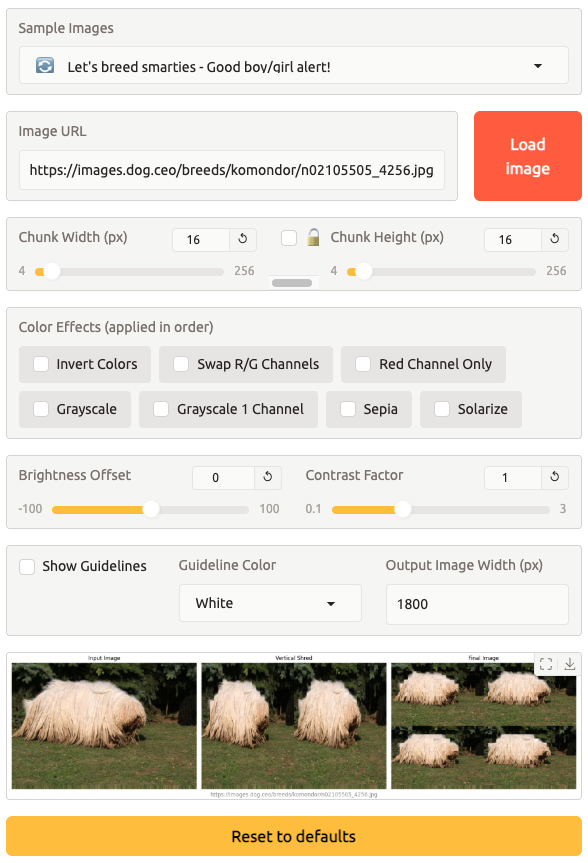 Sample Images
Let's breed smarties - Good boy/girl alert!
Image URL
https://images.dog.ceo/breeds/komondor/n02105505_4256.jpg
Load
image
Chunk Width (px)
16
4
256
Chunk Height (px)
16
4
256
Color Effects (applied in order)
Invert Colors
Swap R/G Channels
Red Channel Only
Grayscale
Grayscale 1 Channel
Sepia
Solarize
Brightness Offset
0
-100
100
Contrast Factor
1
0.1
3
Show Guidelines
Guideline Color
White
Output Image Width (px)
1800
Input Image
Vertical Shred
Final Image
https://images.dog.ceo/breeds/komondor/n02105505_4256.jpg
Reset to defaults